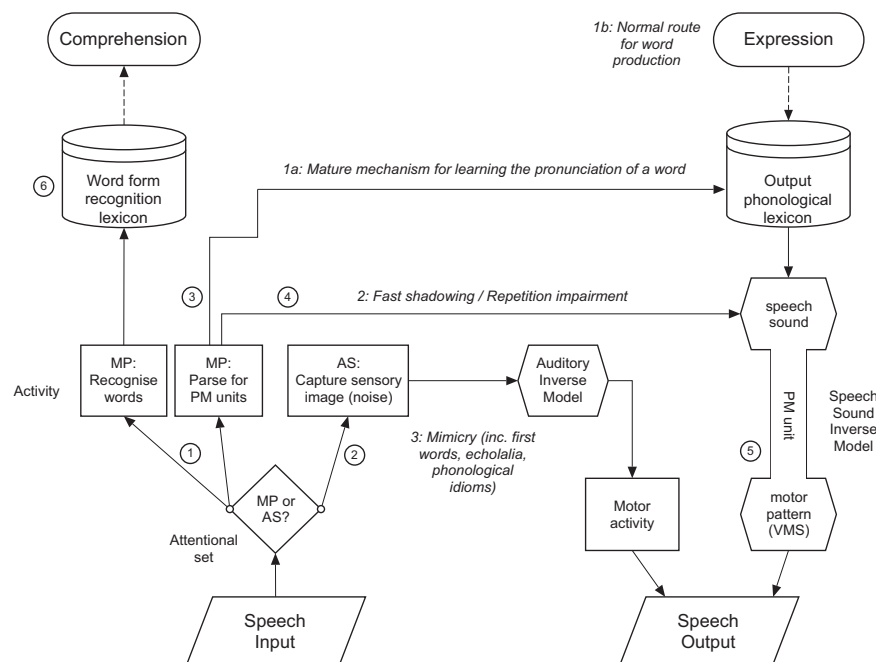 Comprehension
1b: Normal route
for word
production
Expression
6
Word form
recognition
lexicon
1a: Mature mechanism for learning the pronunciation of a word
Output
phonological
lexicon
3
4
2: Fast shadowing / Repetition impairment
speech
sound
Activity
MP:
Recognise
words
MP:
Parse for
PM units
AS:
Capture sensory
image (noise)
Auditory
Inverse
Model
PM unit
Speech
Sound
Inverse
Model
1
2
3: Mimicry (inc. first
words, echolalia,
phonological
idioms)
5
MP or
AS?
Attentional
set
Motor
activity
motor
pattern
(VMS)
Speech
Input
Speech
Output